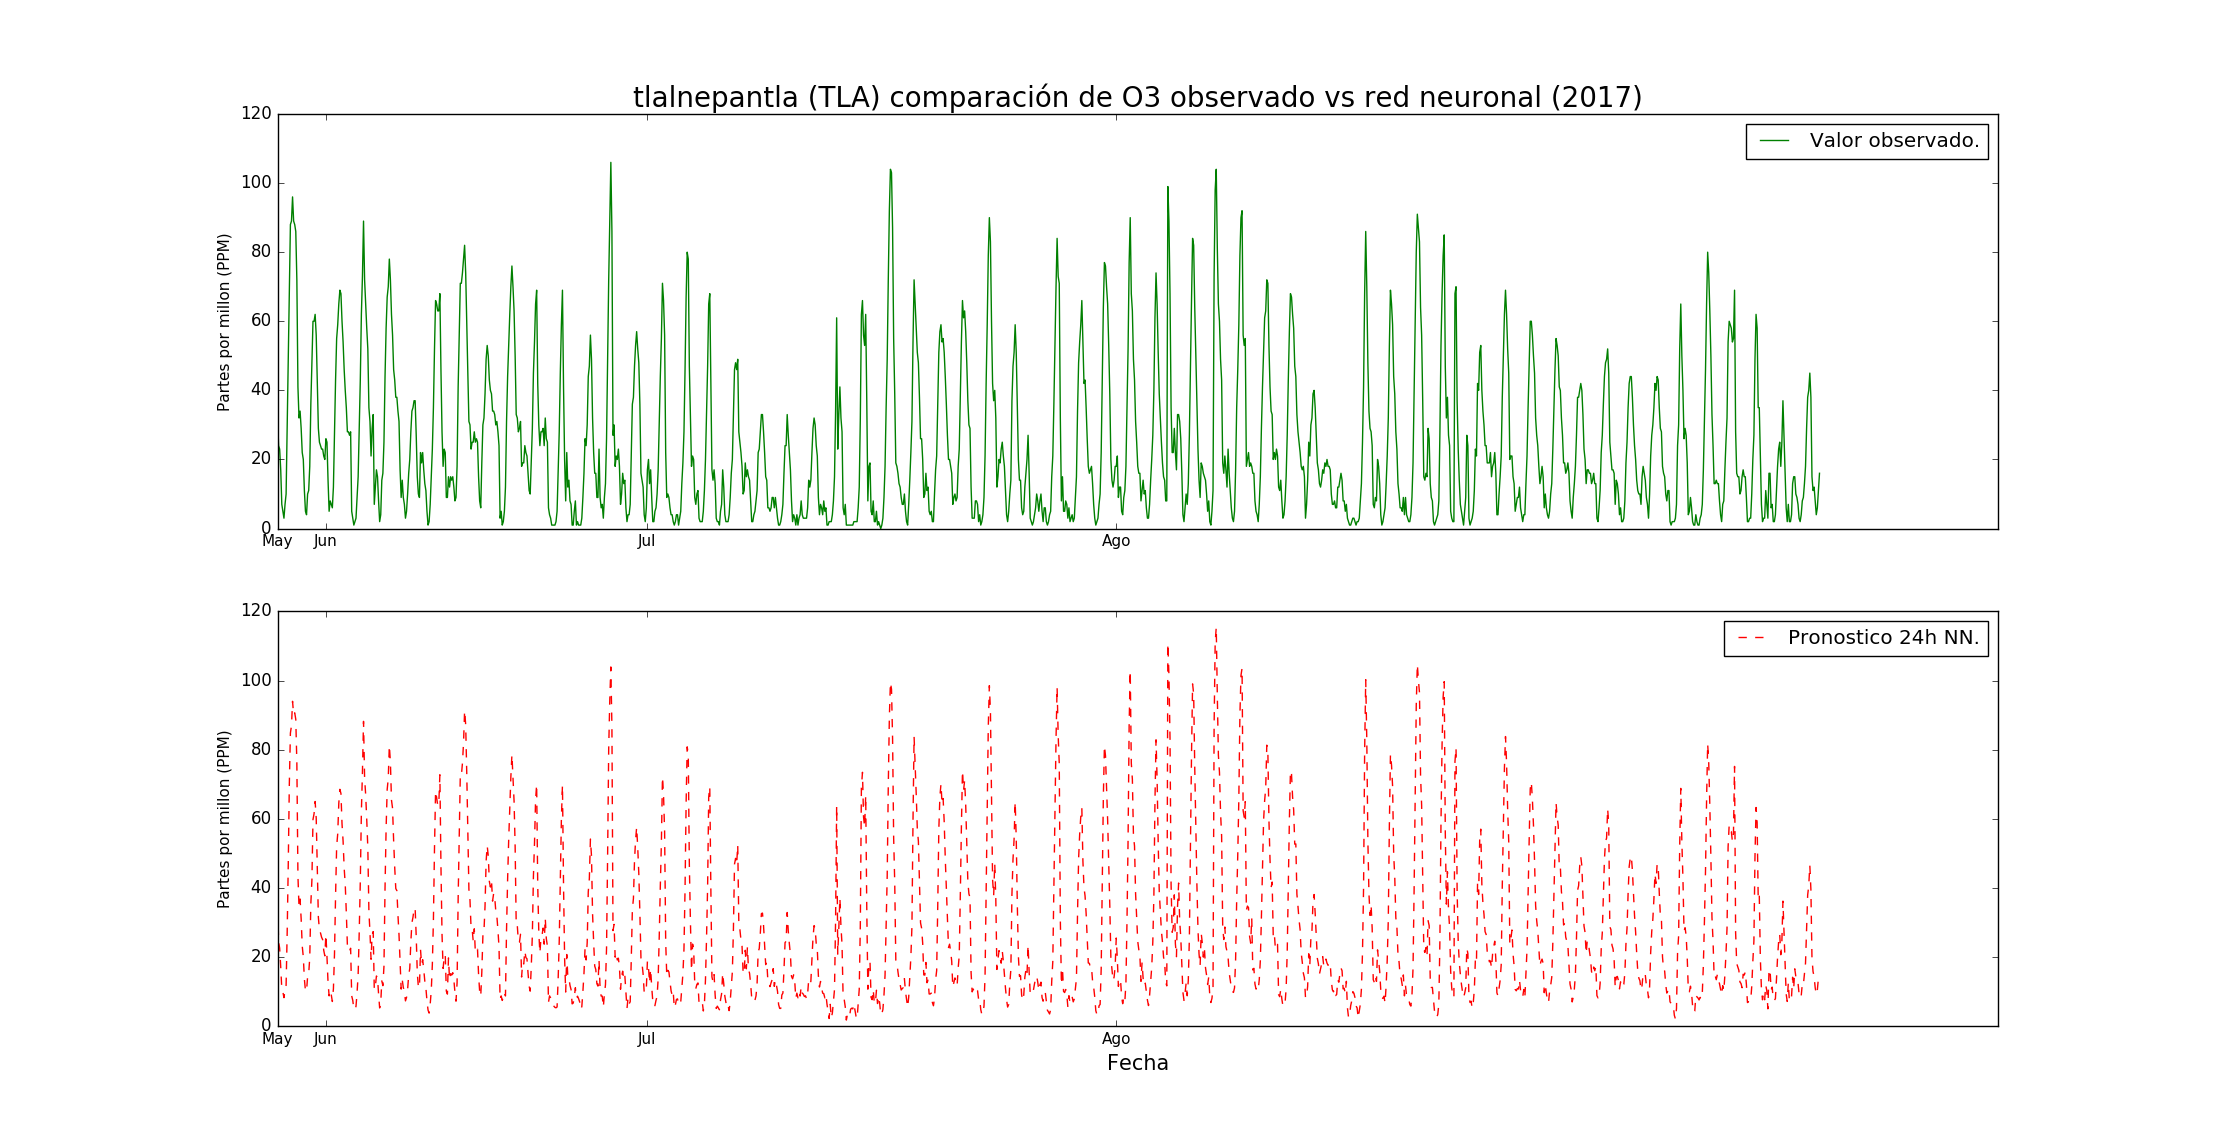 tlalnepantla (TLA) comparación de O3 observado vs red neuronal (2017)
120
100
80
60
40
20
0
Partes por millon (PPM)
Valor observado.
May Jun Jul Ago
120
100
80
60
40
20
0
Partes por millon (PPM)
Pronostico 24h NN.
May Jun Jul Ago
Fecha